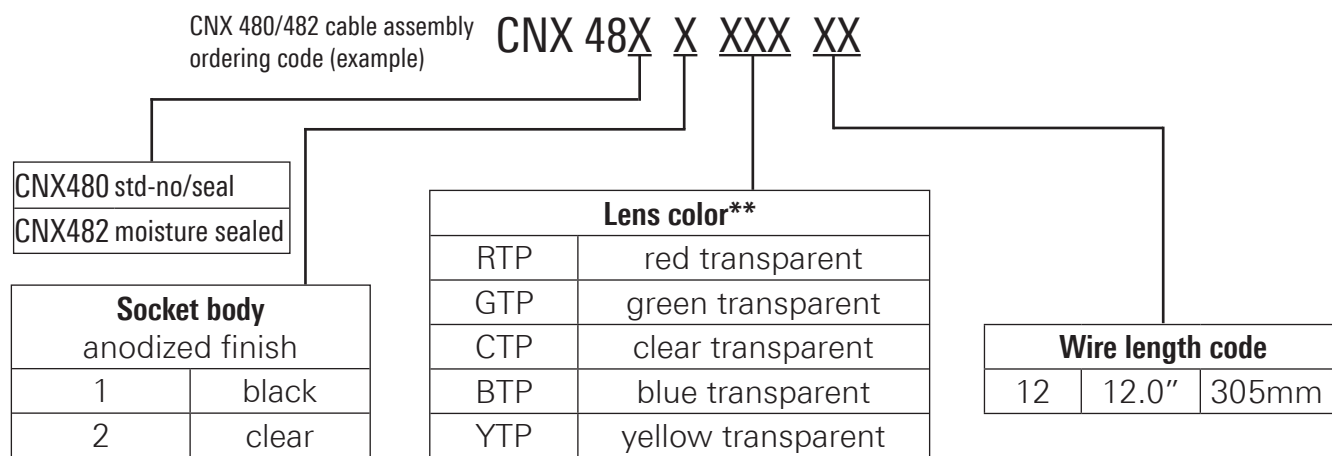 CNX 480/482 cable assembly
ordering code (example)
CNX 48X X XXX XX
CNX480 std-no/seal
CNX482 moisture sealed
Socket body
anodized finish
1 black
2 clear
Lens color**
RTP red transparent
GTP green transparent
CTP clear transparent
BTP blue transparent
YTP yellow transparent
Wire length code
12 12.0″ 305mm